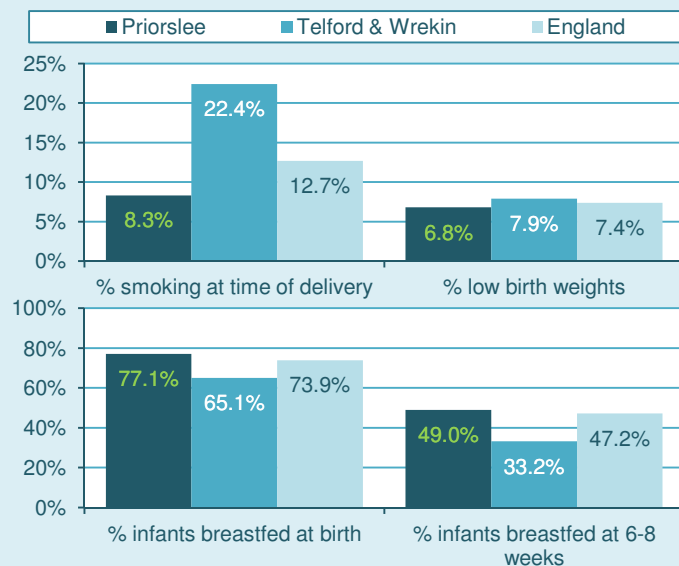 Priorslee Telford & Wrekin England
25%
20%
15%
10%
5%
0%
8.3% 22.4% 12.7%
6.8% 7.9% 7.4%
% smoking at time of delivery % low birth weights
100%
80%
60%
40%
20%
0%
77.1% 65.1% 73.9%
49.0% 33.2% 47.2%
% infants breastfed at birth % infants breastfed at 6-8
weeks